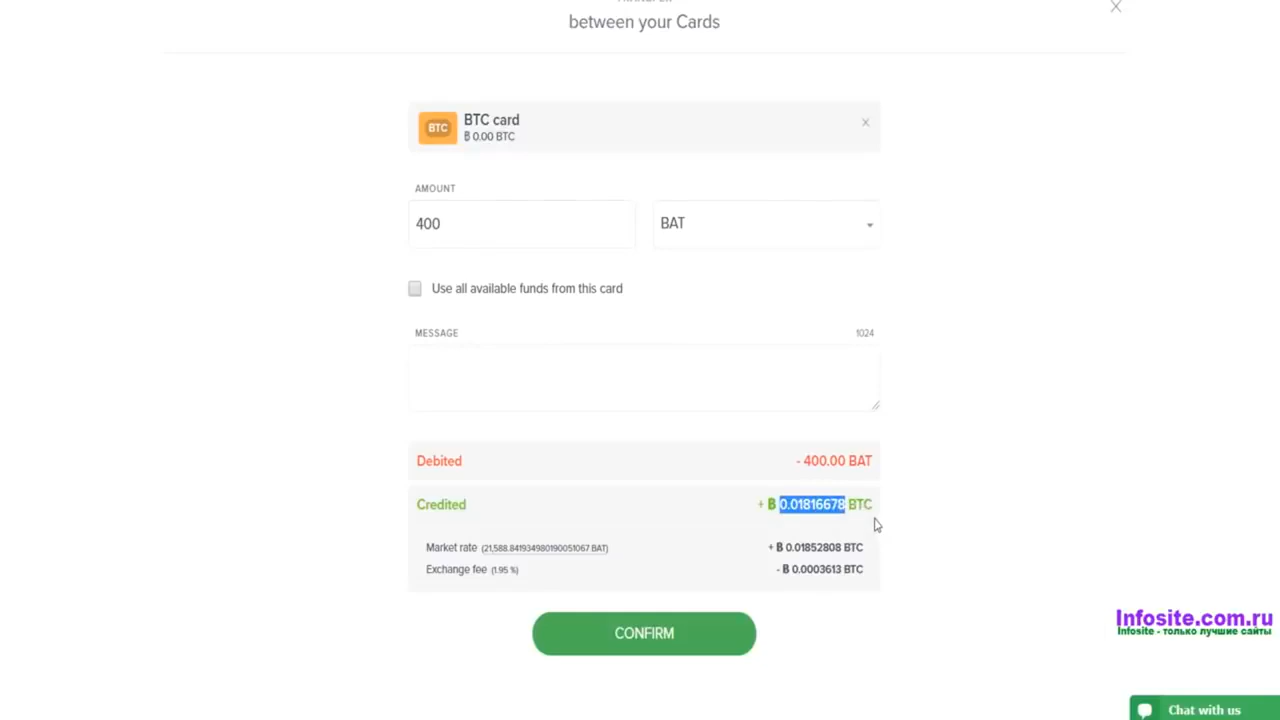 between your Cards
BTC
BTC card
฿ 0.00 BTC
AMOUNT
400
BAT
Use all available funds from this card
MESSAGE
1024
Debited
- 400.00 BAT
Credited
+ ฿ 0.01816678 BTC
Market rate (21,588.841934980190051067 BAT)
+ ฿ 0.01852808 BTC
Exchange fee (1.95 %)
- ฿ 0.0003613 BTC
CONFIRM
Infosite.com.ru
Infosite - только лучшие сайты
Chat with us